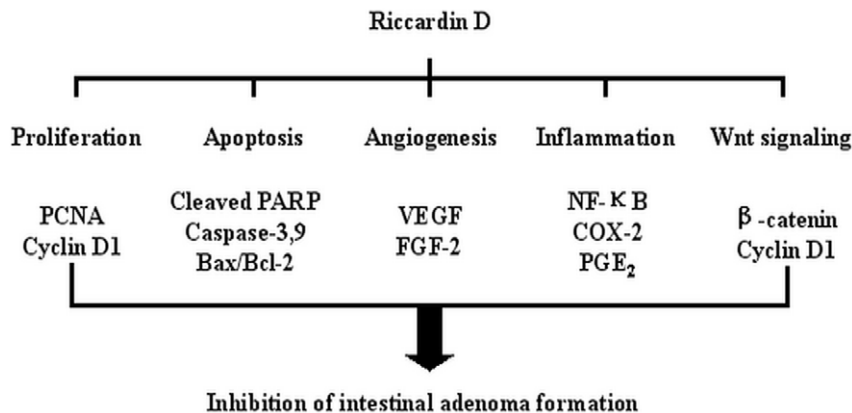 Riccardin D
Proliferation Apoptosis Angiogenesis Inflammation Wnt signaling
PCNA
Cyclin D1
Cleaved PARP
Caspase-3,9
Bax/Bcl-2
VEGF
FGF-2
NF-κB
COX-2
PGE₂
β-catenin
Cyclin D1
Inhibition of intestinal adenoma formation